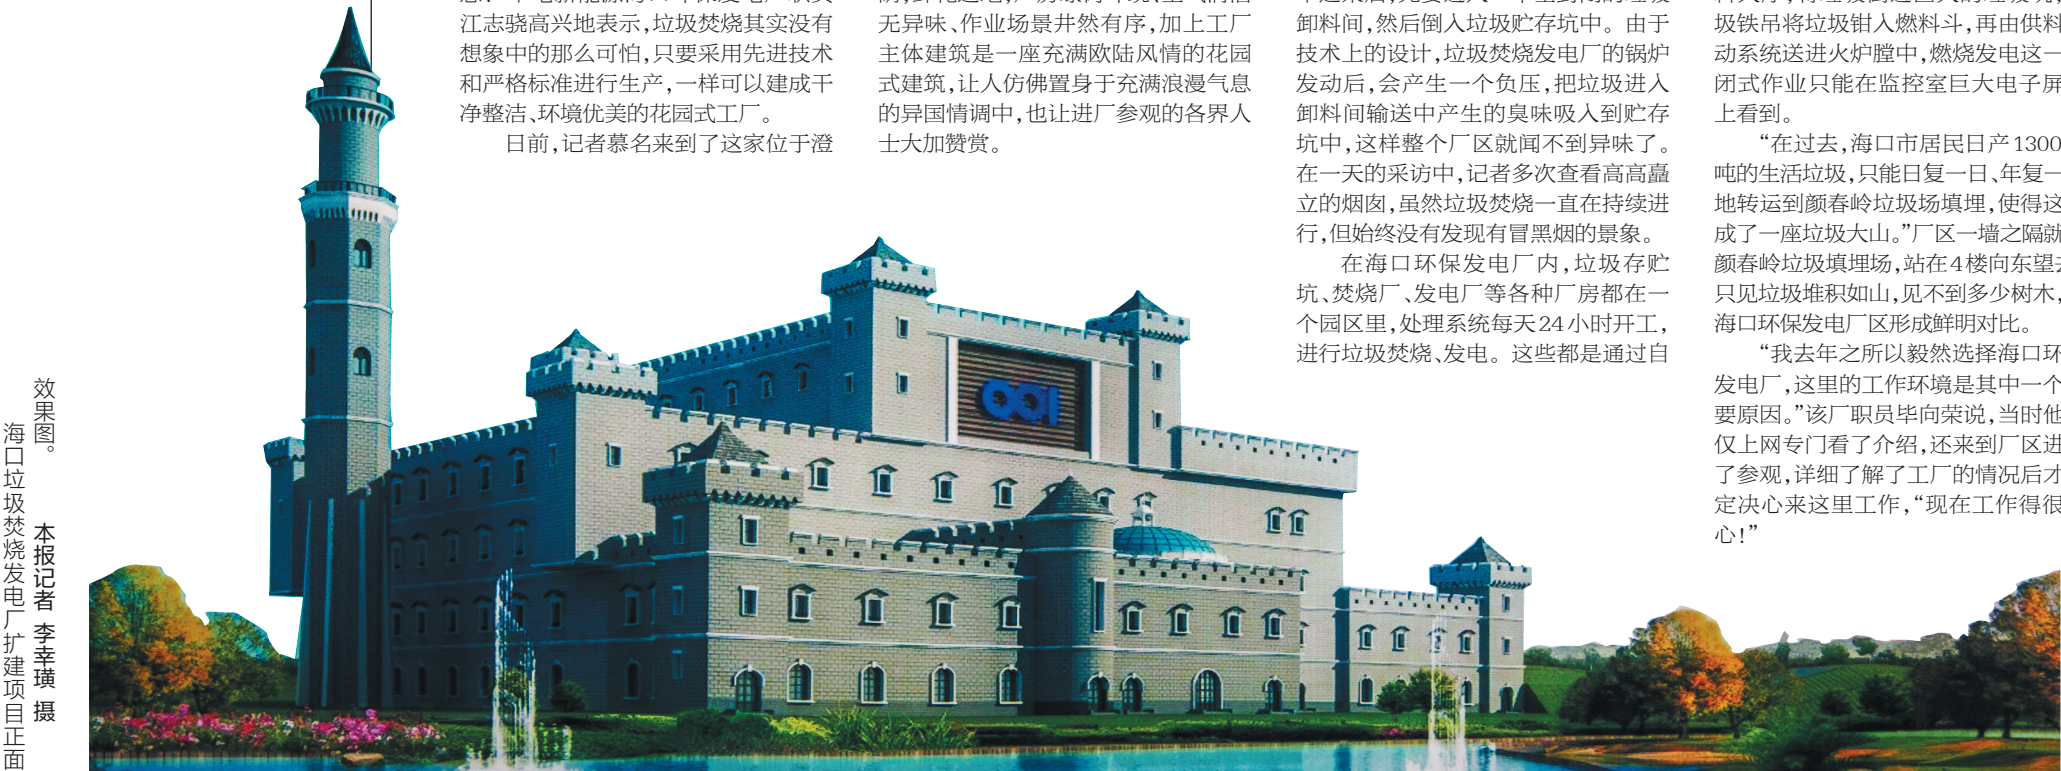 江志骁高兴地表示,垃圾焚烧其实没有
想象中的那么可怕,只要采用先进技术
和严格标准进行生产,一样可以建成干
净整洁、环境优美的花园式工厂。
日前,记者慕名来到了这家位于澄
无异味、作业场景井然有序,加上工厂
主体建筑是一座充满欧陆风情的花园
式建筑,让人仿佛置身于充满浪漫气息
的异国情调中,也让进厂参观的各界人
士大加赞赏。
卸料间,然后倒入垃圾贮存坑中。由于
技术上的设计,垃圾焚烧发电厂的锅炉
发动后,会产生一个负压,把垃圾进入
卸料间输送中产生的臭味吸入到贮存
坑中,这样整个厂区就闻不到异味了。
在一天的采访中,记者多次查看高高矗
立的烟囱,虽然垃圾焚烧一直在持续进
行,但始终没有发现有冒黑烟的景象。
在海口环保发电厂内,垃圾存贮
坑、焚烧厂、发电厂等各种厂房都在一
个园区里,处理系统每天24小时开工,
进行垃圾焚烧、发电。这些都是通过自
圾铁吊将垃圾钳入燃料斗,再由供料
动系统送进火炉膛中,燃烧发电这一
闭式作业只能在监控室巨大电子屏
上看到。
“在过去,海口市居民日产1300
吨的生活垃圾,只能日复一日、年复一
地转运到颜春岭垃圾场填埋,使得这
成了一座垃圾大山。”厂区一墙之隔就
颜春岭垃圾填埋场,站在4楼向东望去
只见垃圾堆积如山,见不到多少树木,
海口环保发电厂区形成鲜明对比。
“我去年之所以毅然选择海口环
发电厂,这里的工作环境是其中一个
要原因。”该厂职员毕向荣说,当时他
仅上网专门看了介绍,还来到厂区进
了参观,详细了解了工厂的情况后才
定决心来这里工作,“现在工作得很
心!”
海口垃圾焚烧发电厂扩建项目正面
效果图。 本报记者 李幸璜 摄